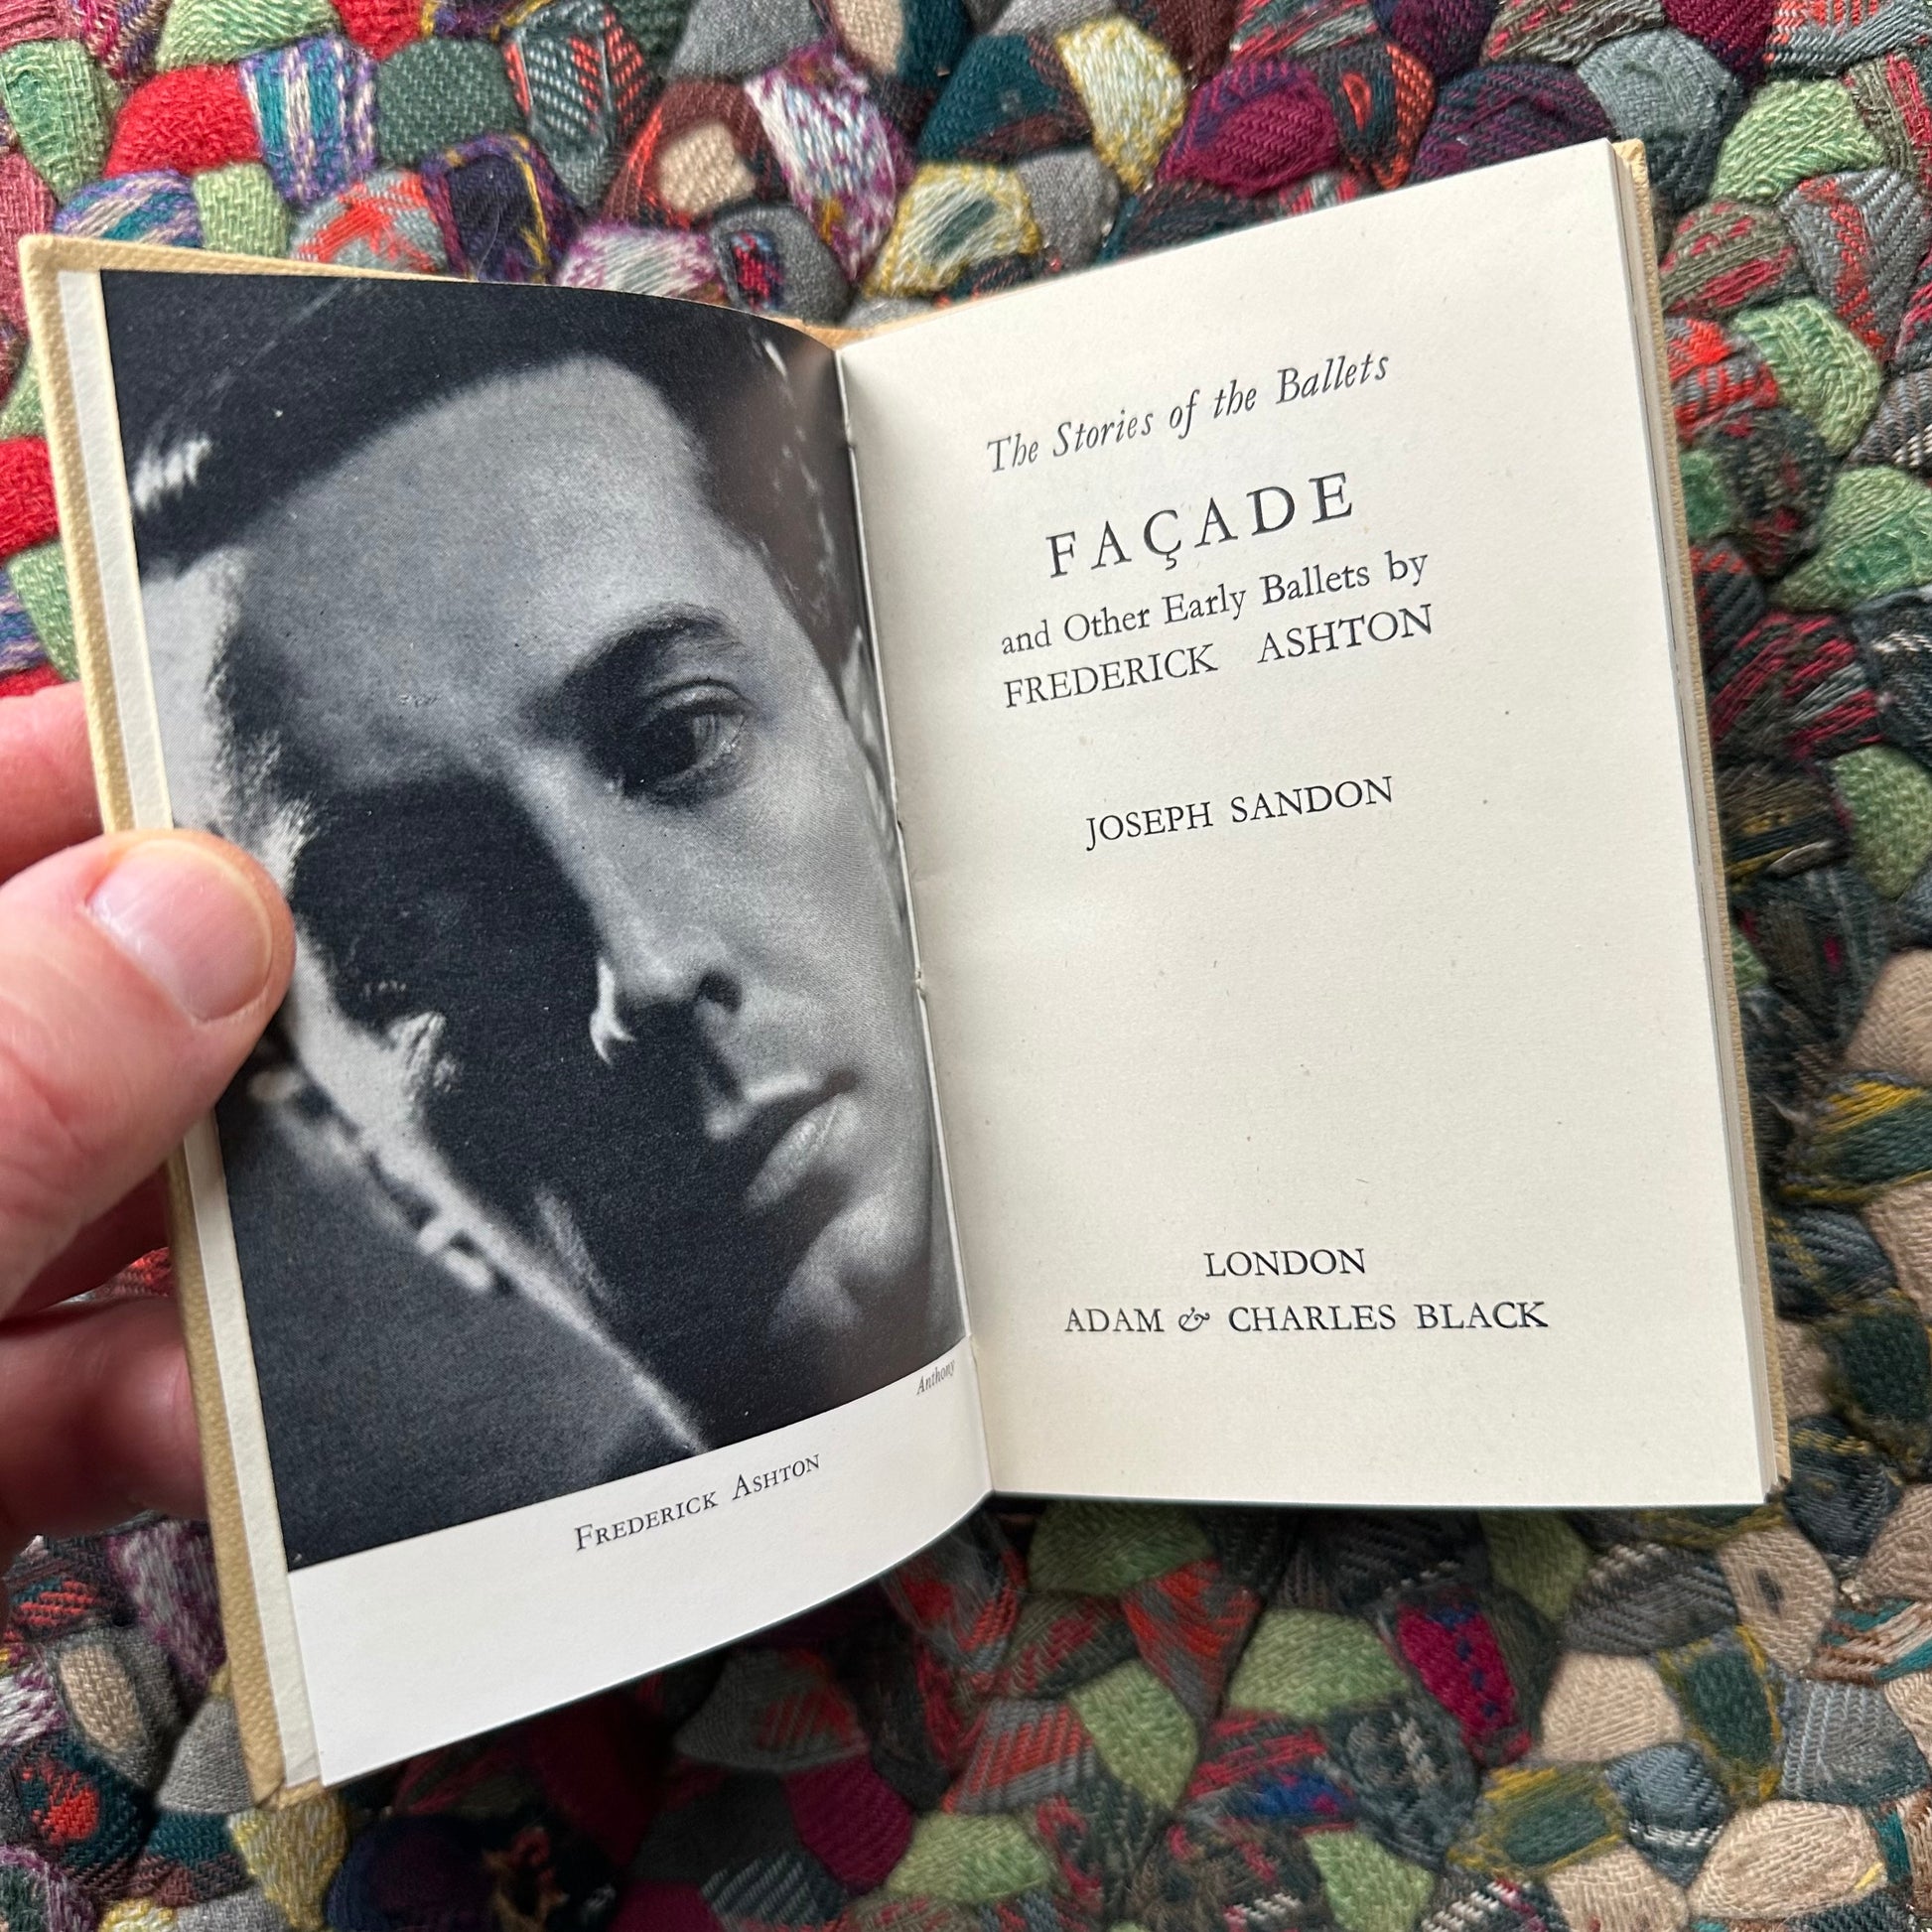 Anthony
FREDERICK ASHTON
The Stories of the Ballets
FAÇADE
and Other Early Ballets by
FREDERICK ASHTON
JOSEPH SANDON
LONDON
ADAM & CHARLES BLACK